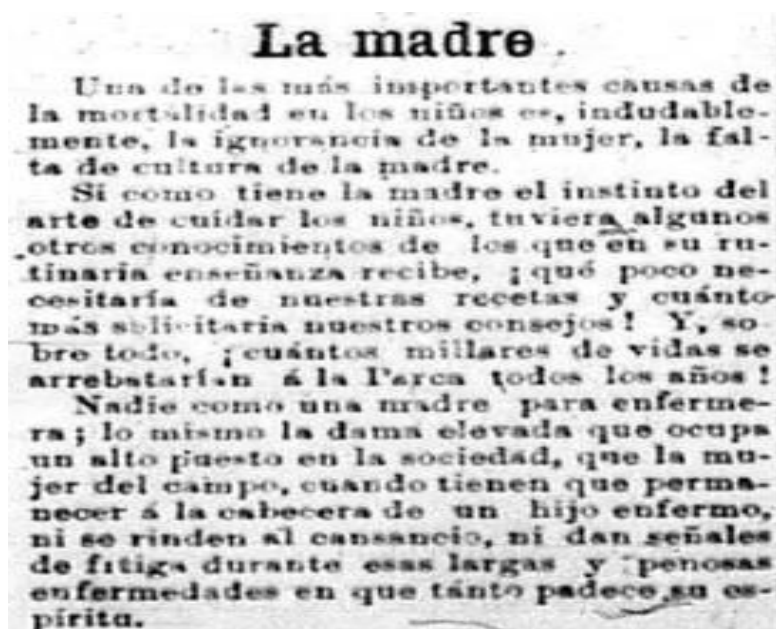 La madre
Una de las más importantes causas de
la mortalidad en los niños es, indudable-
mente, la ignorancia de la mujer, la fal-
ta de cultura de la madre.
Si como tiene la madre el instinto del
arte de cuidar los niños, tuviera algunos
otros conocimientos de los que en su ru-
tinaria enseñanza recibe, ¡qué poco ne-
cesitaría de nuestras recetas y cuánto
más solicitaria nuestros consejos! Y, so
bre todo, ¡cuántos millares de vidas se
arrebatarían á la Parca todos los años!
Nadie como una madre para enferme-
ra; lo mismo la dama elevada que ocupa
un alto puesto en la sociedad, que la mu-
jer del campo, cuando tienen que perma-
necer á la cabecera de un hijo enfermo,
ni se rinden al cansancio, ni dan señales
de fitiga durante esas largas y penosas
enfermedades en que tánto padece su es-
píritu.